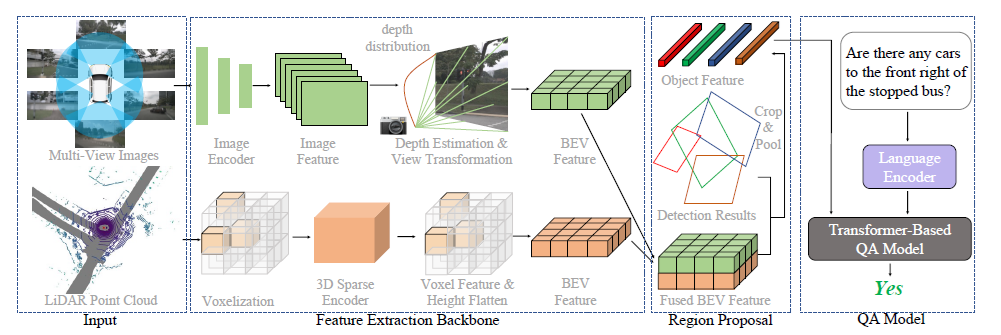 depth
distribution
Multi-View Images
Image
Encoder
Image
Feature
Depth Estimation &
View Transformation
BEV
Feature
LiDAR Point Cloud
Voxelization
3D Sparse
Encoder
Voxel Feature &
Height Flatten
BEV
Feature
Object Feature
Crop
&
Pool
Detection Results
Fused BEV Feature
Are there any cars
to the front right of
the stopped bus?
Language
Encoder
Transformer-Based
QA Model
Yes
Input
Feature Extraction Backbone
Region Proposal
QA Model